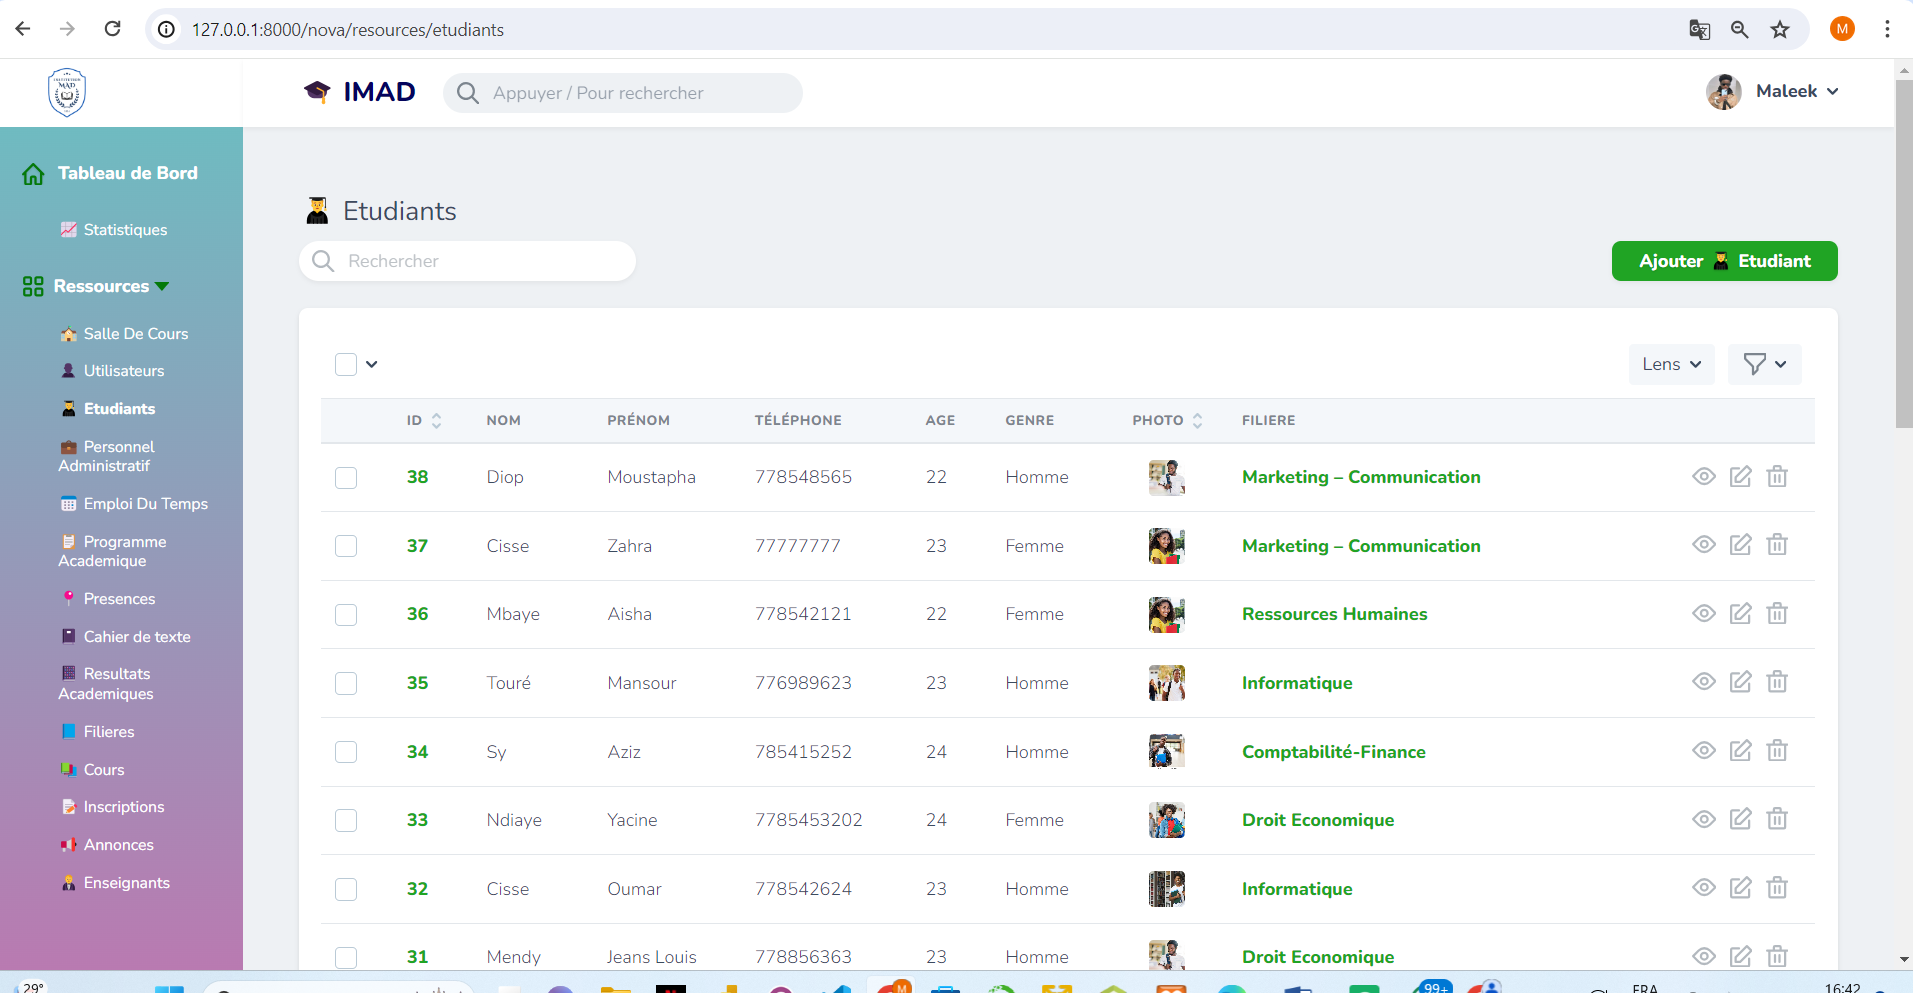 127.0.0.1:8000/nova/resources/etudiants
M
INSTITUTION
MAD
IMAD
Appuyer / Pour rechercher
Maleek
Tableau de Bord
Statistiques
Ressources
Salle De Cours
Utilisateurs
Etudiants
Personnel
Administratif
Emploi Du Temps
Programme
Academique
Presences
Cahier de texte
Resultats
Academiques
Filieres
Cours
Inscriptions
Annonces
Enseignants
Etudiants
Rechercher
Ajouter Etudiant
Lens
ID NOM PRÉNOM TÉLÉPHONE AGE GENRE PHOTO FILIERE
38 Diop Moustapha 778548565 22 Homme Marketing – Communication
37 Cisse Zahra 77777777 23 Femme Marketing – Communication
36 Mbaye Aisha 778542121 22 Femme Ressources Humaines
35 Touré Mansour 776989623 23 Homme Informatique
34 Sy Aziz 785415252 24 Homme Comptabilité-Finance
33 Ndiaye Yacine 7785453202 24 Femme Droit Economique
32 Cisse Oumar 778542624 23 Homme Informatique
31 Mendy Jeans Louis 778856363 23 Homme Droit Economique
29°
M
99+
FRA
16:42